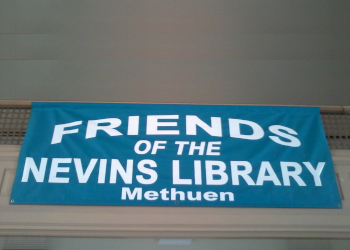 FRIENDS
OF THE
NEVINS LIBRARY
Methuen